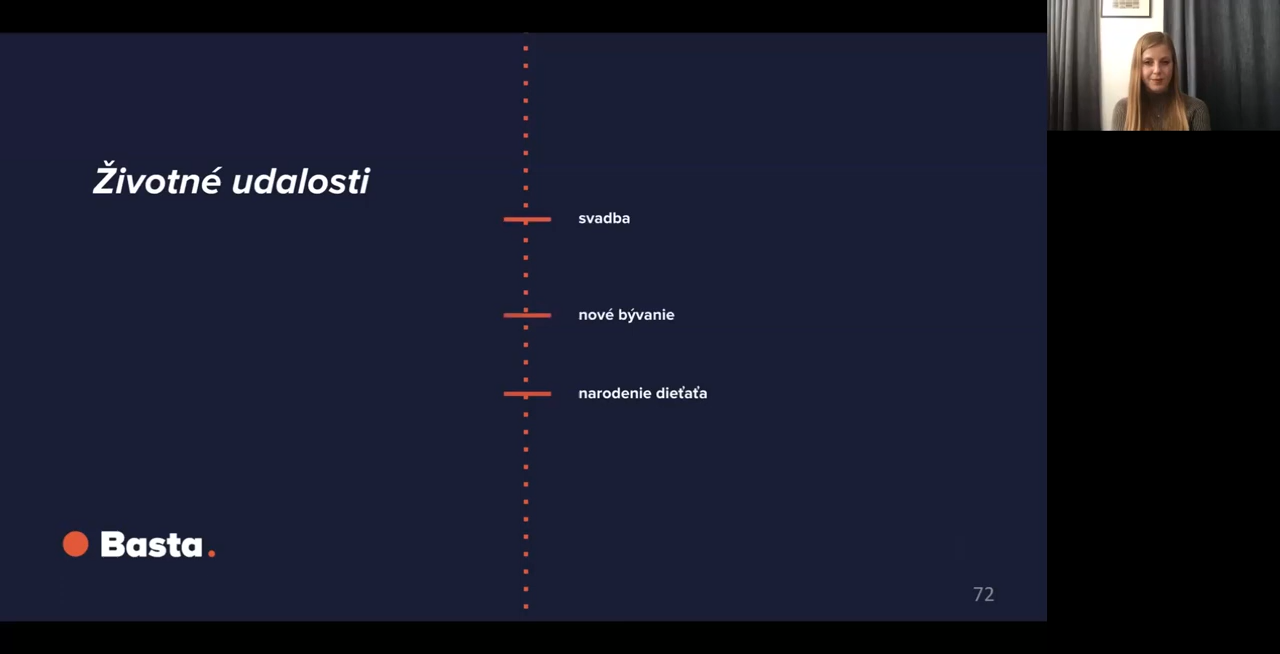 Životné udalosti
svadba
nové bývanie
narodenie dieťaťa
Basta.
72